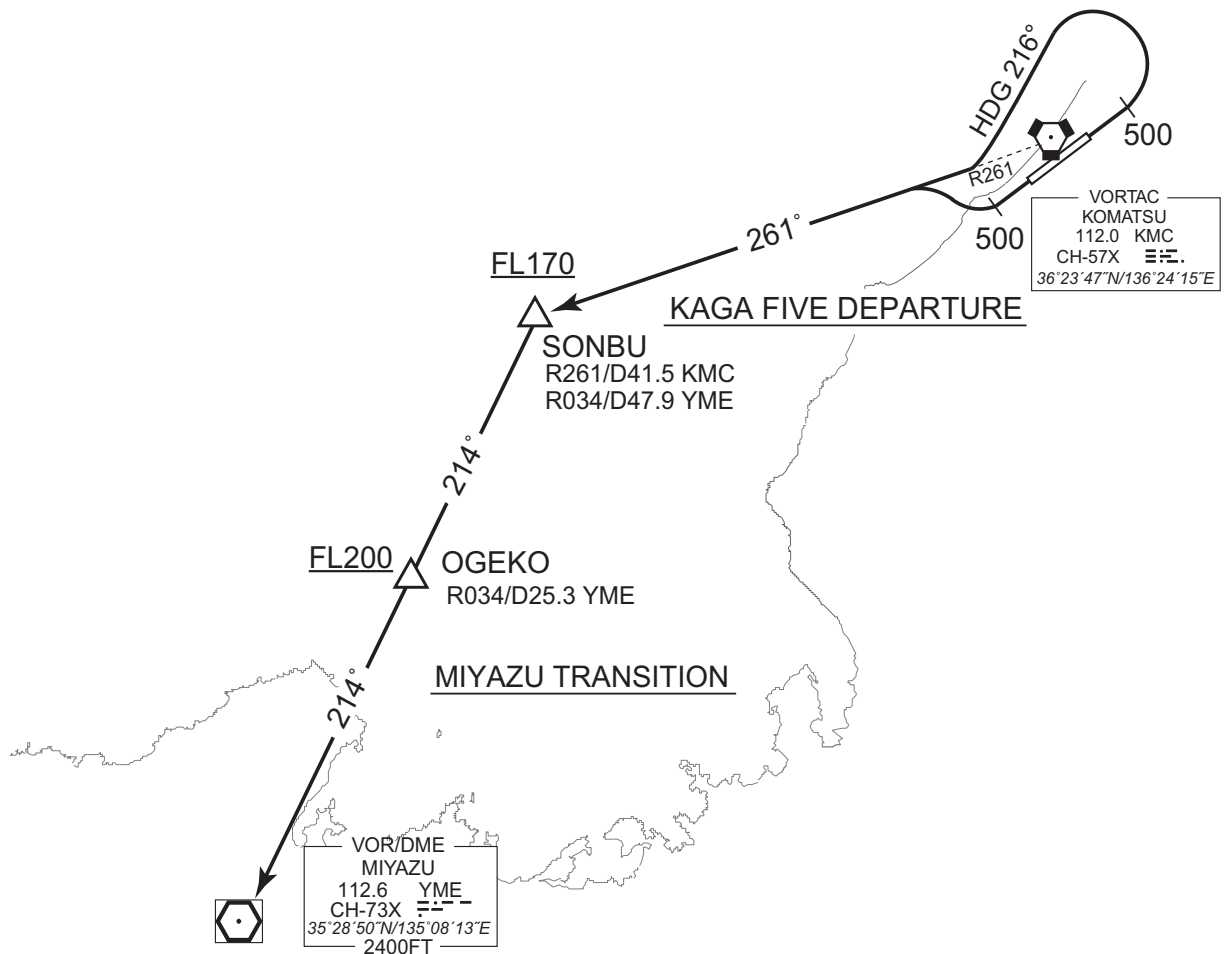 HDG 216°
500
R261
500
VORTAC
KOMATSU
112.0 KMC
CH-57X
36°23′47″N/136°24′15″E
261°
FL170
KAGA FIVE DEPARTURE
SONBU
R261/D41.5 KMC
R034/D47.9 YME
214°
FL200
OGEKO
R034/D25.3 YME
MIYAZU TRANSITION
214°
VOR/DME
MIYAZU
112.6 YME
CH-73X
35°28′50″N/135°08′13″E
2400FT